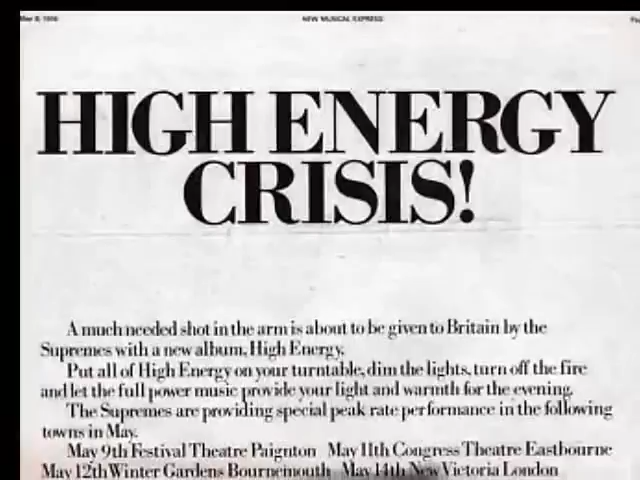 NEW MUSICAL EXPRESS
HIGH ENERGY
CRISIS!
A much needed shot in the arm is about to be given to Britain by the
Supremes with a new album, High Energy.
Put all of High Energy on your turntable, dim the lights, turn off the fire
and let the full power music provide your light and warmth for the evening.
The Supremes are providing special peak rate performance in the following
towns in May.
May 9th Festival Theatre Paignton May 11th Congress Theatre Eastbourne
May 12th Winter Gardens Bournemouth May 14th New Victoria London